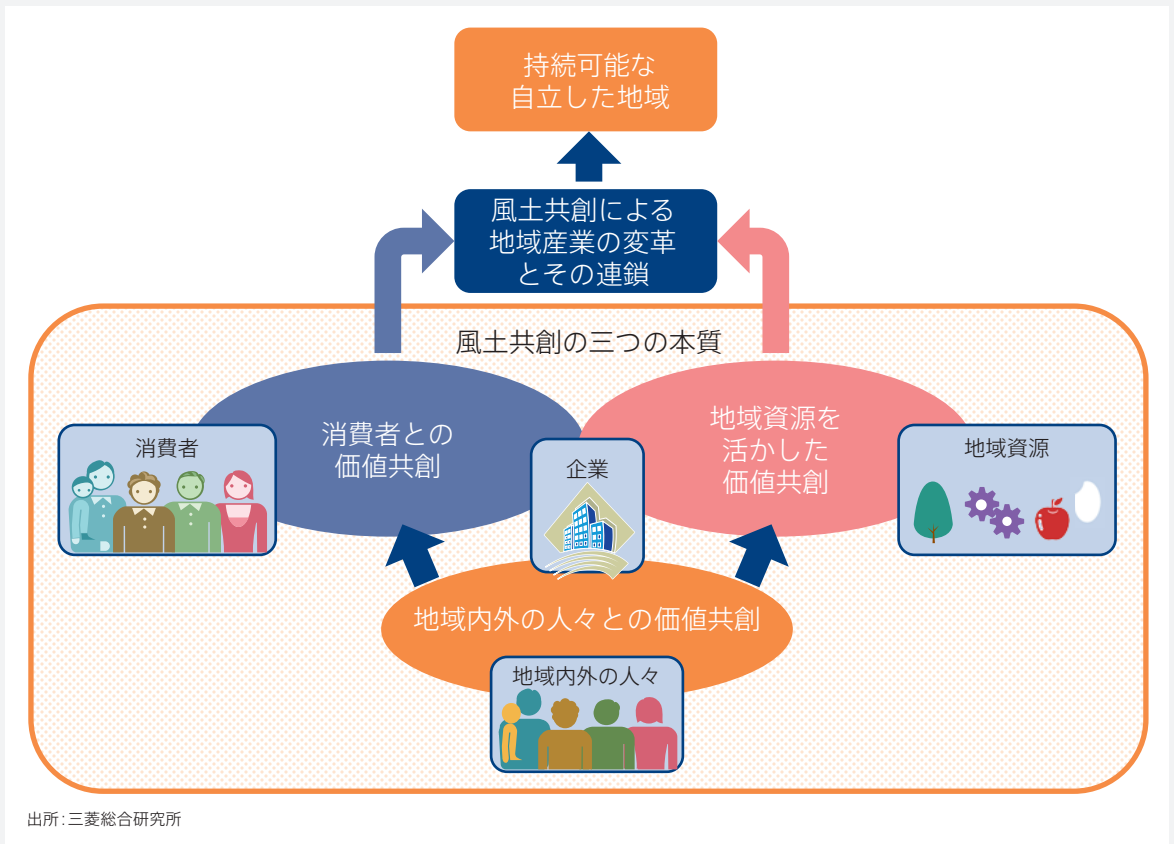 持続可能な
自立した地域
風土共創による
地域産業の変革
とその連鎖
風土共創の三つの本質
消費者との
価値共創
地域資源を
活かした
価値共創
消費者
企業
地域資源
地域内外の人々との価値共創
地域内外の人々
出所:三菱総合研究所